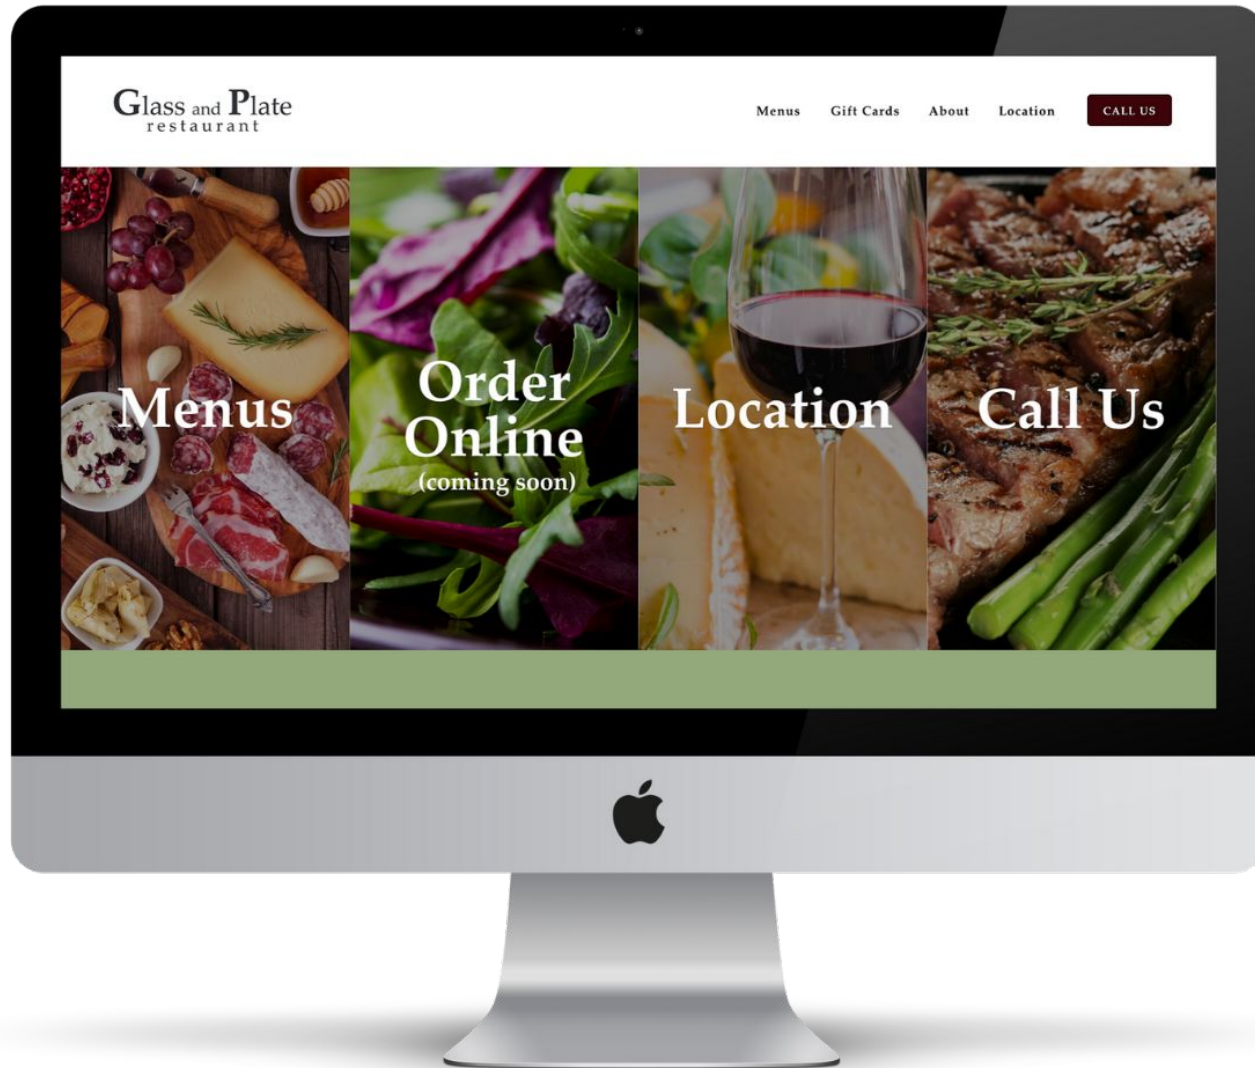 Glass and Plate
restaurant
Menus
Gift Cards
About
Location
CALL US
Menus
Order
Online
(coming soon)
Location
Call Us